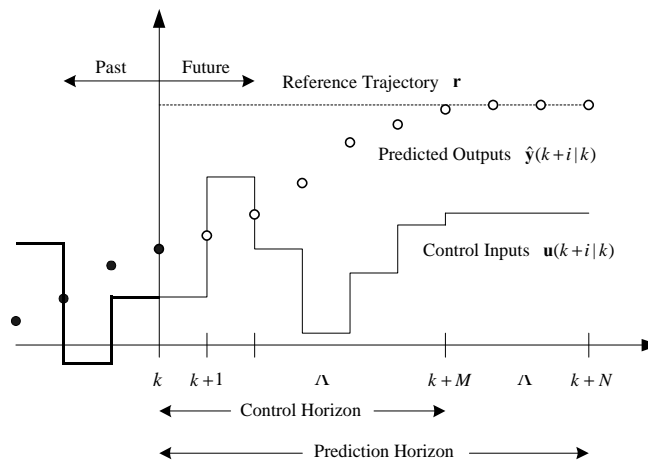 Past
Future
Reference Trajectory r
Predicted Outputs ŷ(k+i|k)
Control Inputs u(k+i|k)
k
k+1
Λ
k+M
Λ
k+N
Control Horizon
Prediction Horizon